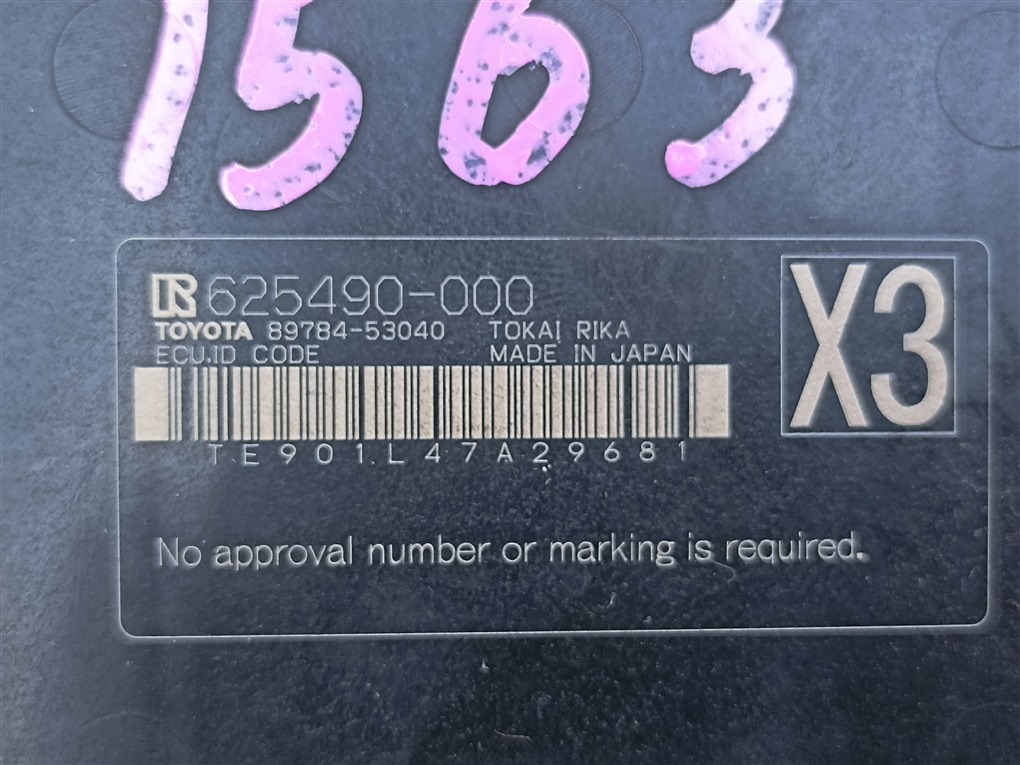 1563
R 625490-000
TOYOTA 89784-53040 TOKAI RIKA
ECU.ID CODE MADE IN JAPAN
X3
TE901L47A29681
No approval number or marking is required.